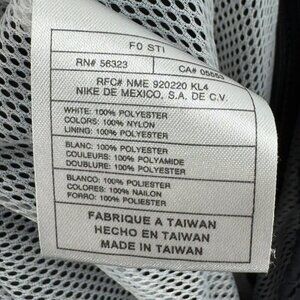 F0 STI
RN# 56323 CA# 05553
RFC# NME 920220 KL4
NIKE DE MEXICO, S.A. DE C.V.
WHITE: 100% POLYESTER
COLORS: 100% NYLON
LINING: 100% POLYESTER
BLANC: 100% POLYESTER
COULEURS: 100% POLYAMIDE
DOUBLURE: 100% POLYESTER
BLANCO: 100% POLIESTER
COLORES: 100% NAILON
FORRO: 100% POLIESTER
FABRIQUE A TAIWAN
HECHO EN TAIWAN
MADE IN TAIWAN